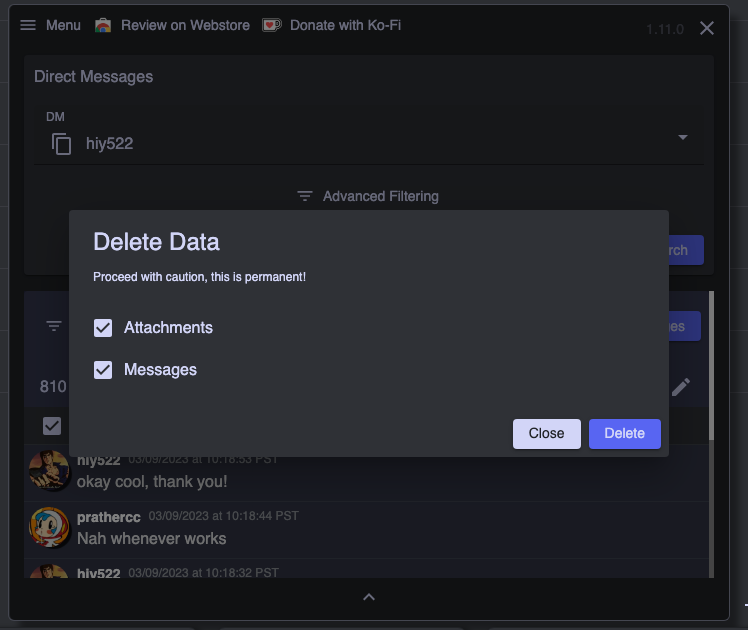 Menu Review on Webstore Donate with Ko-Fi 1.11.0
Direct Messages
DM
hiy522
Advanced Filtering
rch
Delete Data
Proceed with caution, this is permanent!
Attachments
es
Messages
810
Close Delete
hiy522 03/09/2023 at 10:18:53 PST
okay cool, thank you!
prathercc 03/09/2023 at 10:18:44 PST
Nah whenever works
hiy522 03/09/2023 at 10:18:32 PST